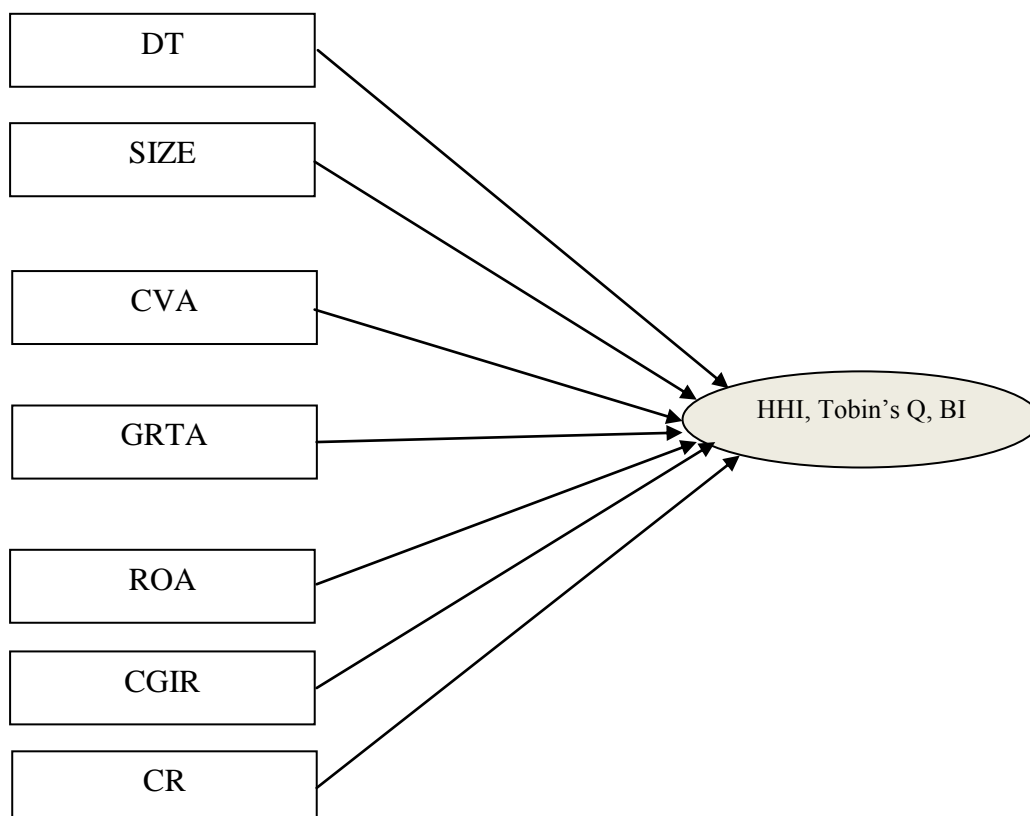 DT
SIZE
CVA
GRTA
ROA
CGIR
CR
HHI, Tobin’s Q, BI